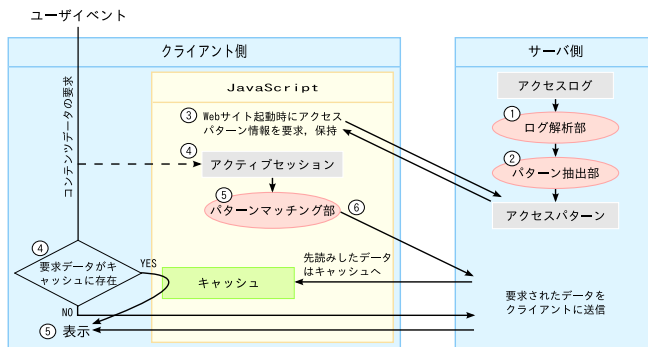 ユーザイベント
クライアント側
サーバ側
コンテンツデータの要求
JavaScript
③ Webサイト起動時にアクセス
パターン情報を要求，保持
④ アクティブセッション
⑤ パターンマッチング部
⑥
アクセスログ
① ログ解析部
② パターン抽出部
アクセスパターン
④ 要求データがキ
ャッシュに存在
YES
NO
キャッシュ
先読みしたデータ
はキャッシュへ
要求されたデータを
クライアントに送信
⑤ 表示